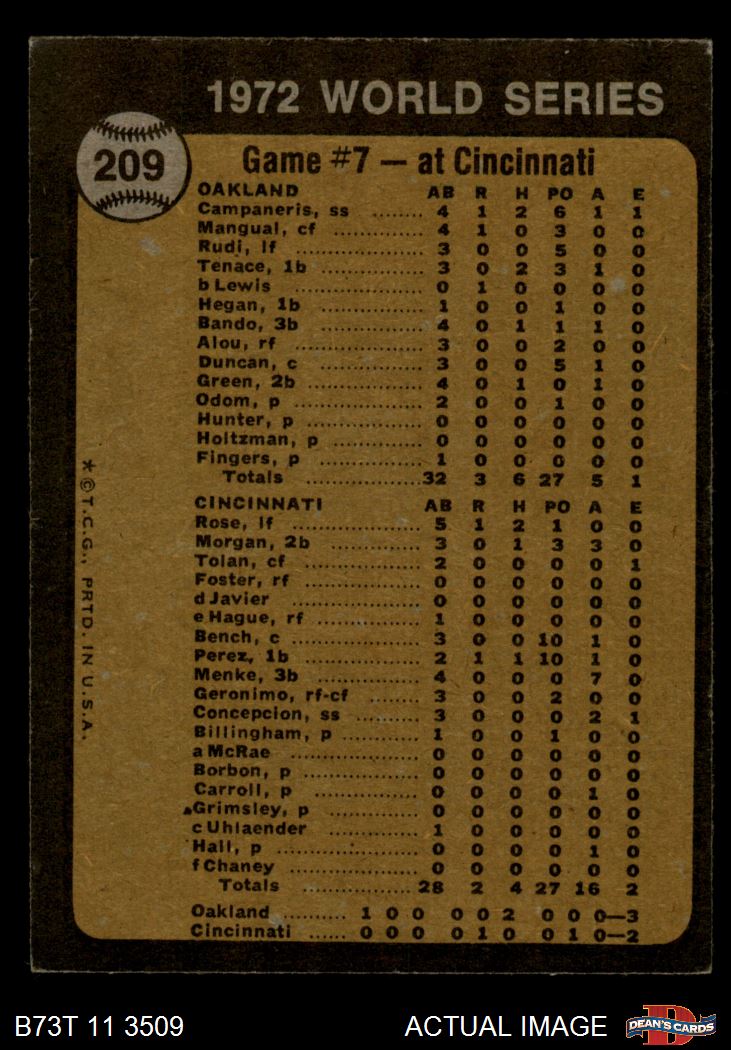 1972 WORLD SERIES
209
Game #7 — at Cincinnati
OAKLAND AB R H PO A E
Campaneris, ss ........ 4 1 2 6 1 1
Mangual, cf .............. 4 1 0 3 0 0
Rudi, lf .................... 3 0 0 5 0 0
Tenace, 1b ................ 3 0 2 3 1 0
b Lewis .................... 0 1 0 0 0 0
Hegan, 1b ................ 1 0 0 1 0 0
Bando, 3b ................ 4 0 1 1 1 0
Alou, rf .................... 3 0 0 2 0 0
Duncan, c ................ 3 0 0 5 1 0
Green, 2b ................ 4 0 1 0 1 0
Odom, p .................. 2 0 0 1 0 0
Hunter, p ................ 0 0 0 0 0 0
Holtzman, p .............. 0 0 0 0 0 0
Fingers, p ................ 1 0 0 0 0 0
Totals ................ 32 3 6 27 5 1
CINCINNATI AB R H PO A E
Rose, lf .................... 5 1 2 1 0 0
Morgan, 2b .............. 3 0 1 3 3 0
Tolan, cf .................. 2 0 0 0 0 1
Foster, rf ................ 0 0 0 0 0 0
d Javier .................... 0 0 0 0 0 0
e Hague, rf ................ 1 0 0 0 0 0
Bench, c .................. 3 0 0 10 1 0
Perez, 1b ................ 2 1 1 10 1 0
Menke, 3b ................ 4 0 0 0 7 0
Geronimo, rf-cf .......... 3 0 0 2 0 0
Concepcion, ss .......... 3 0 0 0 2 1
Billingham, p ............ 1 0 0 1 0 0
a McRae .................... 0 0 0 0 0 0
Borbon, p ................ 0 0 0 0 0 0
Carroll, p ................ 0 0 0 0 1 0
Grimsley, p .............. 0 0 0 0 0 0
c Uhlaender ................ 1 0 0 0 0 0
Hall, p .................... 0 0 0 0 1 0
f Chaney .................... 0 0 0 0 0 0
Totals ................ 28 2 4 27 16 2
Oakland .......... 1 0 0 0 0 2 0 0 0—3
Cincinnati ...... 0 0 0 0 1 0 0 1 0—2
*©T.C.G., PRTD. IN U.S.A.
B73T 11 3509
ACTUAL IMAGE
D
DEAN'S CARDS